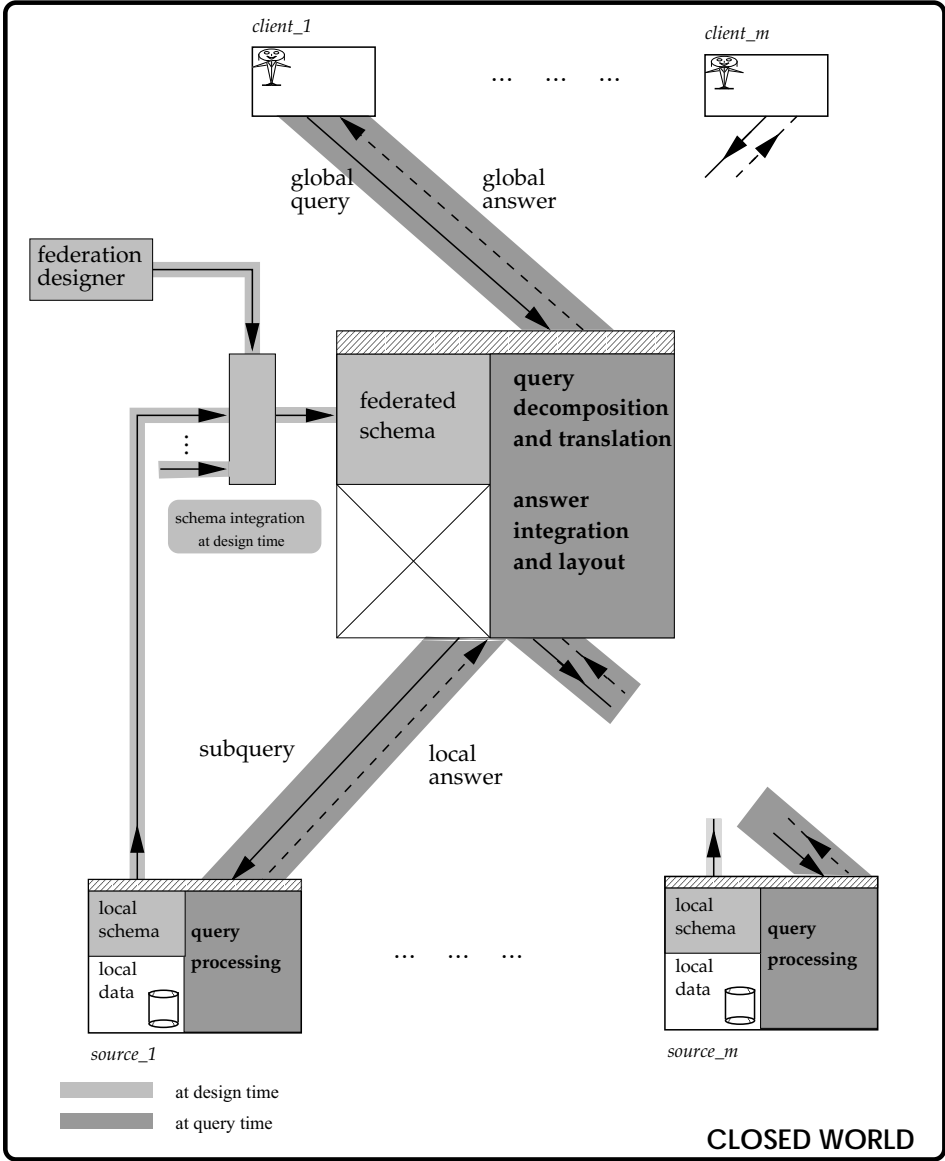 client_1
client_m
... ... ...
global
query
global
answer
federation
designer
federated
schema
query
decomposition
and translation
answer
integration
and layout
...
schema integration
at design time
subquery
local
answer
local
schema
query
processing
local
data
source_1
... ... ...
local
schema
query
processing
local
data
source_m
at design time
at query time
CLOSED WORLD